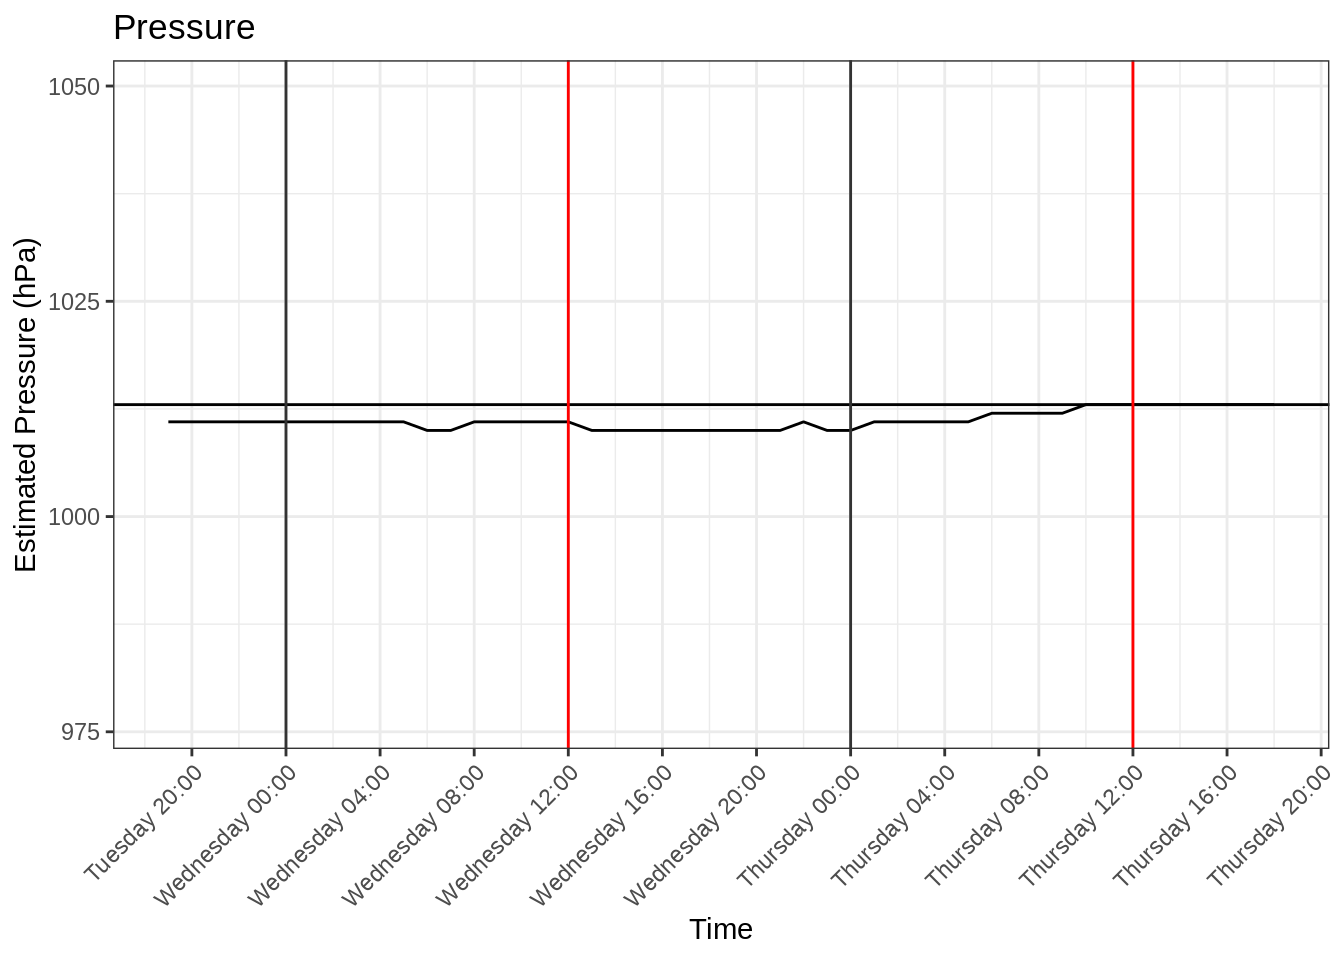 Pressure
1050
1025
1000
975
Estimated Pressure (hPa)
Tuesday 20:00
Wednesday 00:00
Wednesday 04:00
Wednesday 08:00
Wednesday 12:00
Wednesday 16:00
Wednesday 20:00
Thursday 00:00
Thursday 04:00
Thursday 08:00
Thursday 12:00
Thursday 16:00
Thursday 20:00
Time